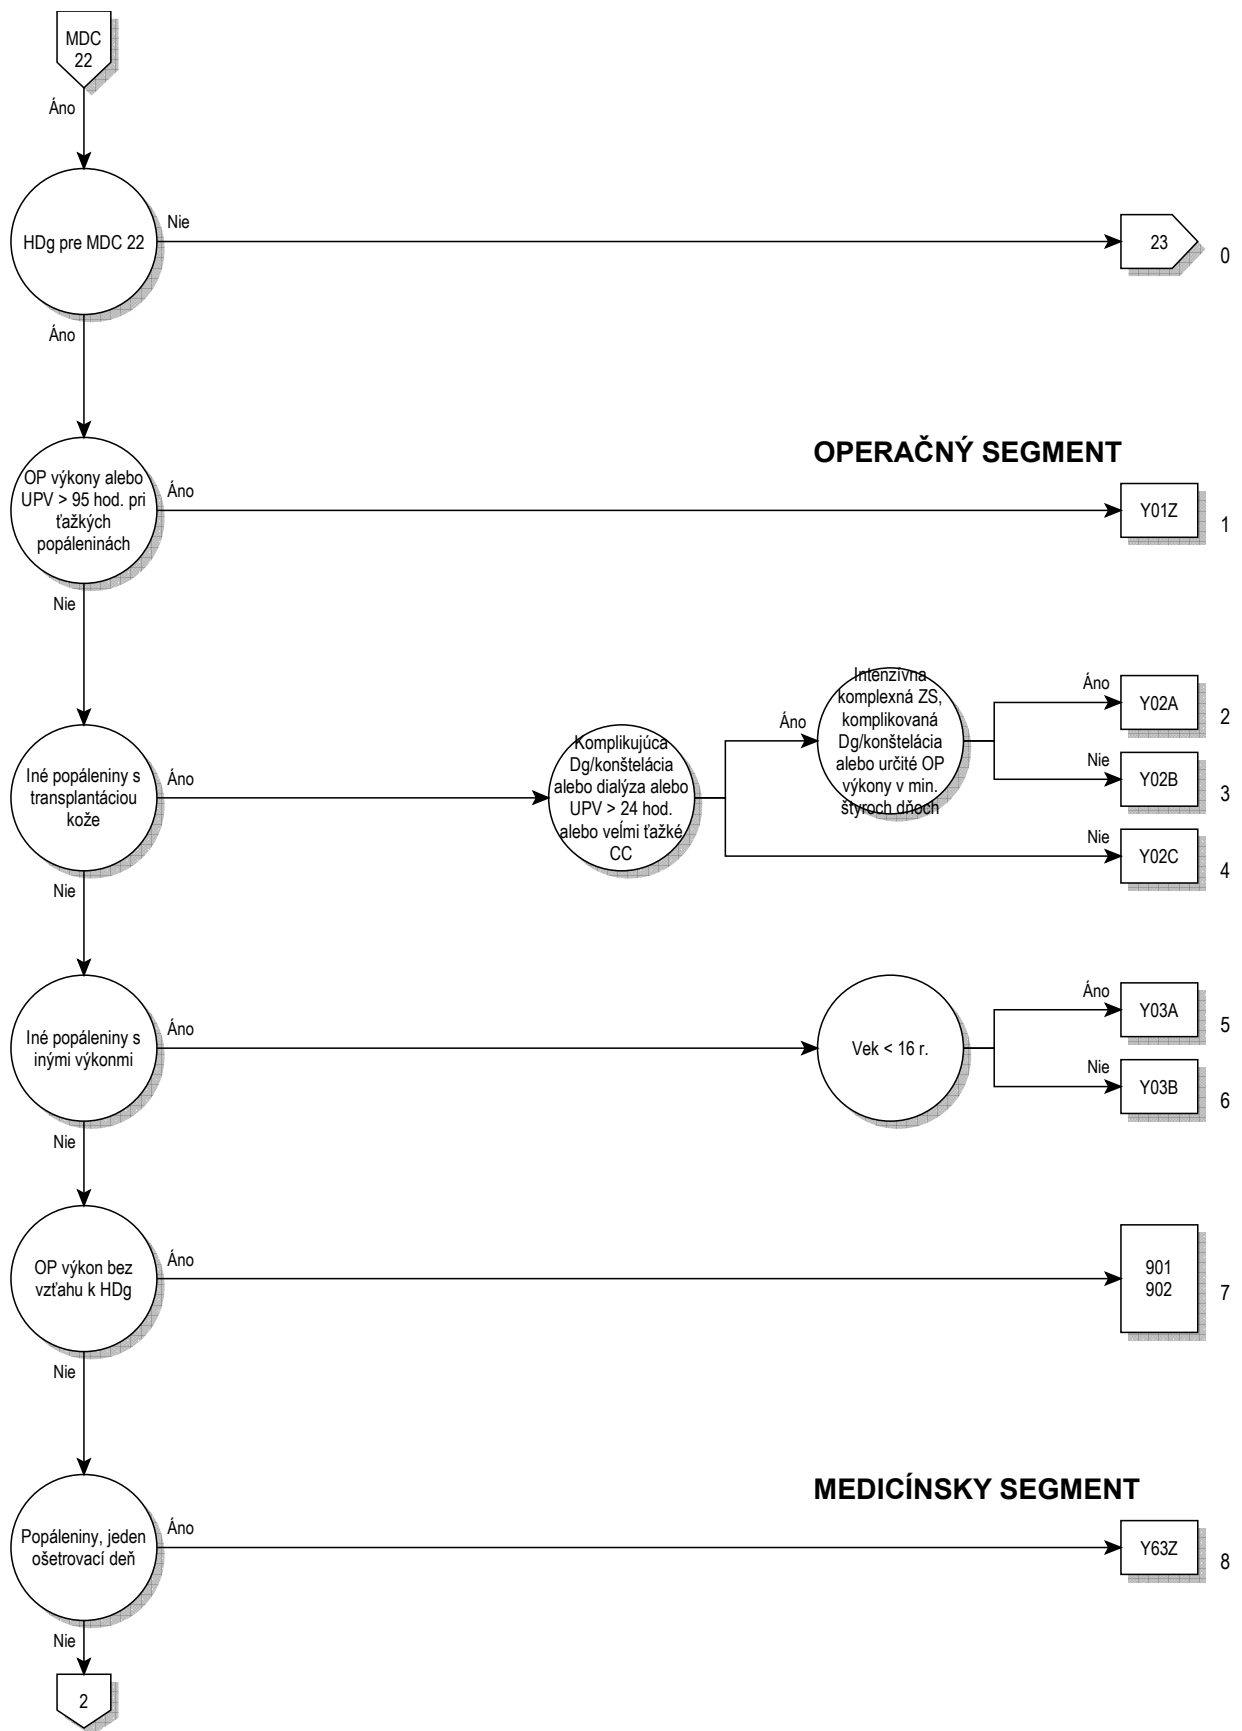 MDC
22
Áno
HDg pre MDC 22
Nie
23
0
Áno
OPERAČNÝ SEGMENT
OP výkony alebo
UPV > 95 hod. pri
ťažkých
popáleninách
Áno
Y01Z
1
Nie
Iné popáleniny s
transplantáciou
kože
Áno
Komplikujúca
Dg/konštelácia
alebo dialýza alebo
UPV > 24 hod.
alebo veĺmi ťažké
CC
Áno
Intenzívna
komplexná ZS,
komplikovaná
Dg/konštelácia
alebo určité OP
výkony v min.
štyroch dňoch
Áno
Y02A
2
Nie
Y02B
3
Nie
Y02C
4
Nie
Iné popáleniny s
inými výkonmi
Áno
Vek < 16 r.
Áno
Y03A
5
Nie
Y03B
6
Nie
OP výkon bez
vzťahu k HDg
Áno
901
902
7
Nie
MEDICÍNSKY SEGMENT
Popáleniny, jeden
ošetrovací deň
Áno
Y63Z
8
Nie
2